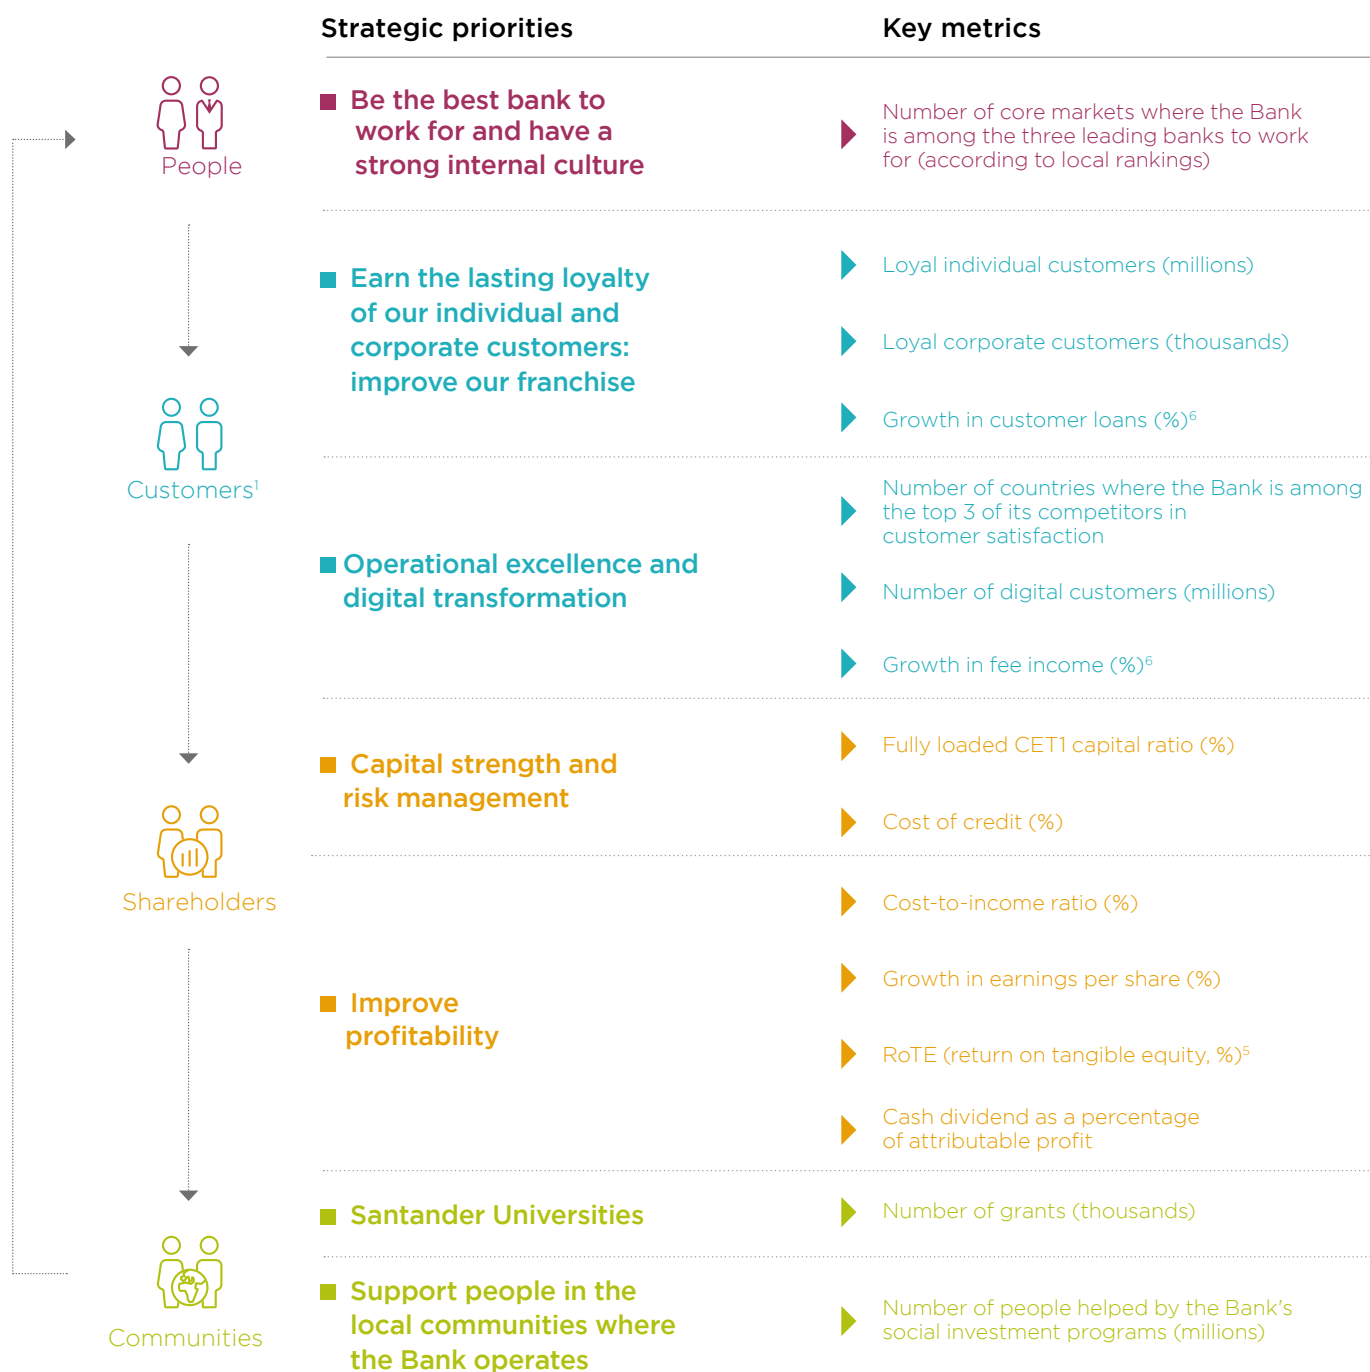 Strategic priorities
Key metrics
People
Be the best bank to
work for and have a
strong internal culture
Number of core markets where the Bank
is among the three leading banks to work
for (according to local rankings)
Customers¹
Earn the lasting loyalty
of our individual and
corporate customers:
improve our franchise
Loyal individual customers (millions)
Loyal corporate customers (thousands)
Growth in customer loans (%)⁶
Operational excellence and
digital transformation
Number of countries where the Bank is among
the top 3 of its competitors in
customer satisfaction
Number of digital customers (millions)
Growth in fee income (%)⁶
Shareholders
Capital strength and
risk management
Fully loaded CET1 capital ratio (%)
Cost of credit (%)
Improve
profitability
Cost-to-income ratio (%)
Growth in earnings per share (%)
RoTE (return on tangible equity, %)⁵
Cash dividend as a percentage
of attributable profit
Communities
Santander Universities
Number of grants (thousands)
Support people in the
local communities where
the Bank operates
Number of people helped by the Bank's
social investment programs (millions)